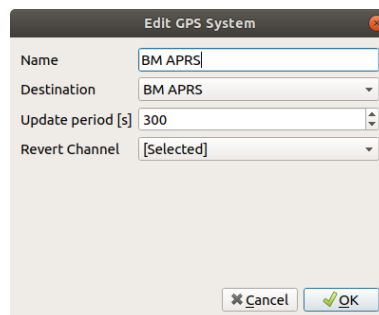 Edit GPS System
Name BM APRS
Destination BM APRS
Update period [s] 300
Revert Channel [Selected]
Cancel OK